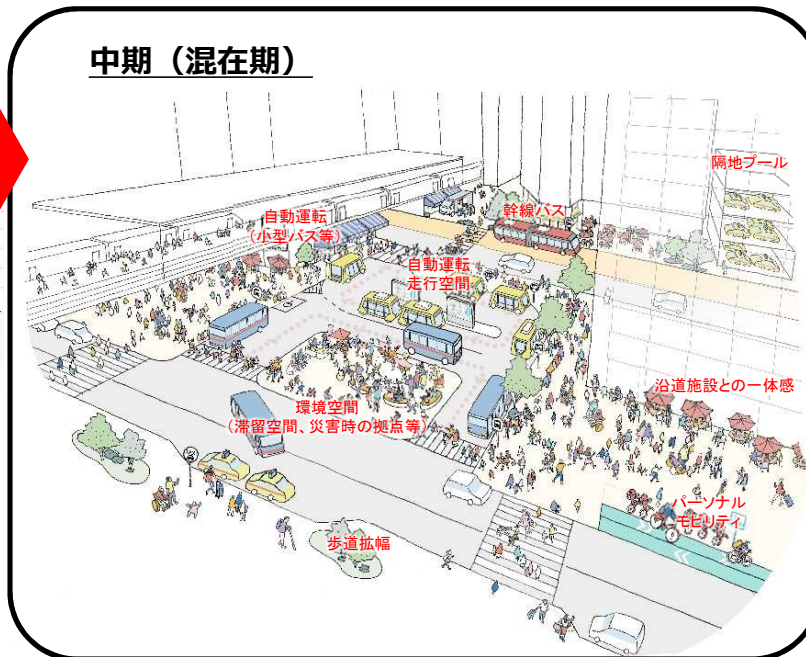 中期（混在期）
隔地プール
自動運転
（小型バス等）
幹線バス
自動運転
走行空間
沿道施設との一体感
環境空間
（滞留空間、災害時の拠点等）
パーソナル
モビリティ
歩道拡幅